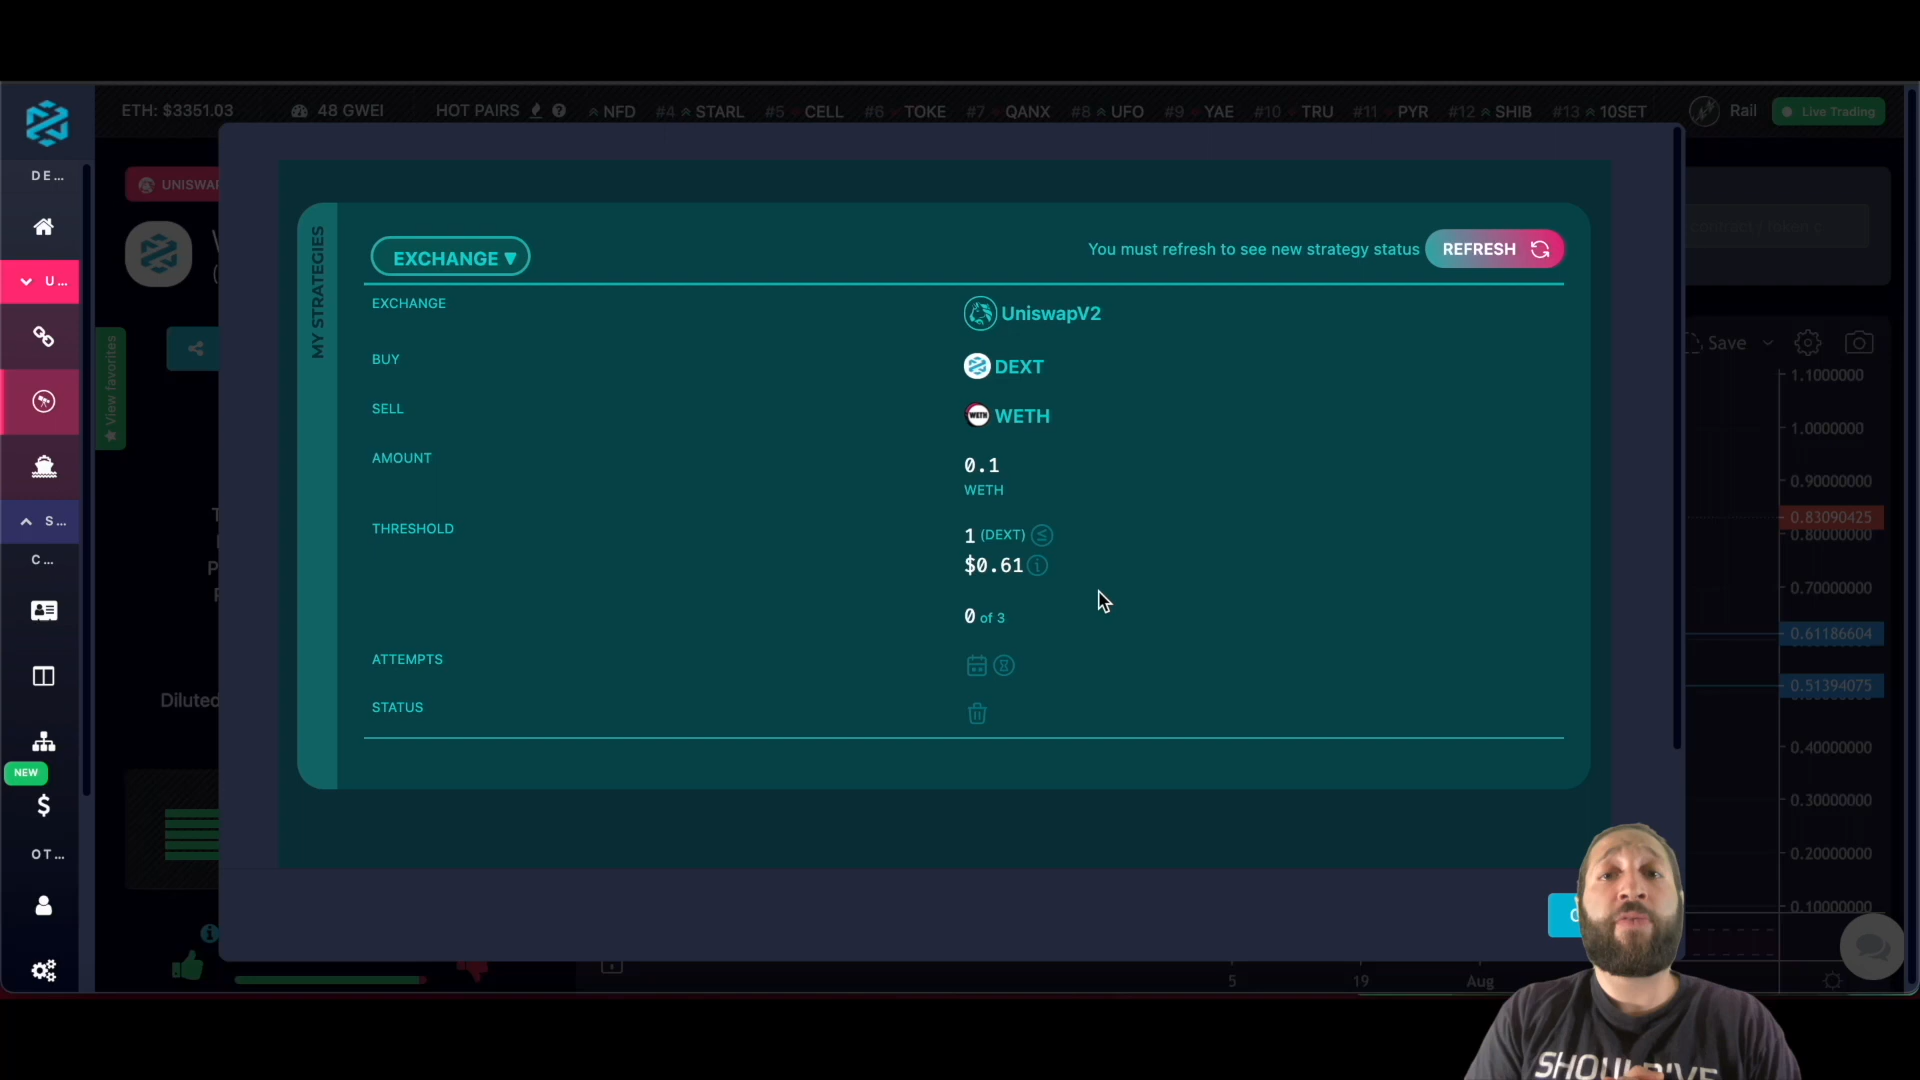 ETH: $3351.03
48 GWEI
HOT PAIRS
NFD
#4 STARL
#5 CELL
#6 TOKE
#7 QANX
#8 UFO
#9 YAE
#10 TRU
#11 PYR
#12 SHIB
#13 10SET
Rail
Live Trading
DE...
U...
S...
C...
NEW
OT...
UNISWAP
View favorites
Diluted
MY STRATEGIES
EXCHANGE ▼
You must refresh to see new strategy status
REFRESH
EXCHANGE
UniswapV2
BUY
DEXT
SELL
WETH
WETH
AMOUNT
0.1
WETH
THRESHOLD
1 (DEXT) ≤
$0.61
0 of 3
ATTEMPTS
STATUS
Save
1.1000000
1.0000000
0.90000000
0.83090425
0.80000000
0.70000000
0.61186604
0.51394075
0.40000000
0.30000000
0.20000000
0.10000000
5
19
Aug